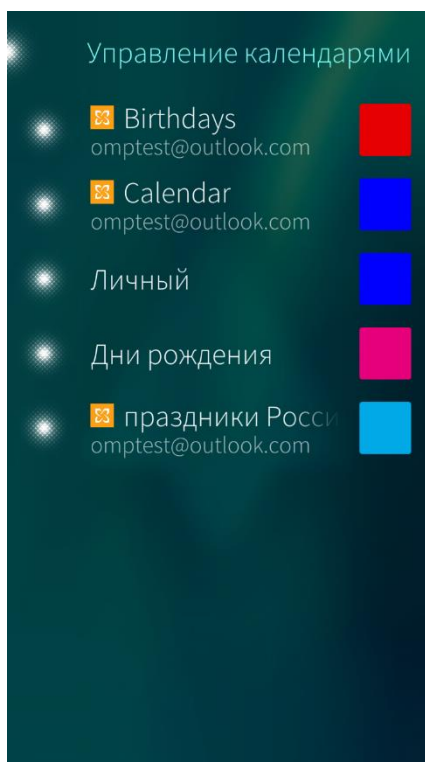 Управление календарями
Birthdays
omptest@outlook.com
Calendar
omptest@outlook.com
Личный
Дни рождения
праздники Росси
omptest@outlook.com